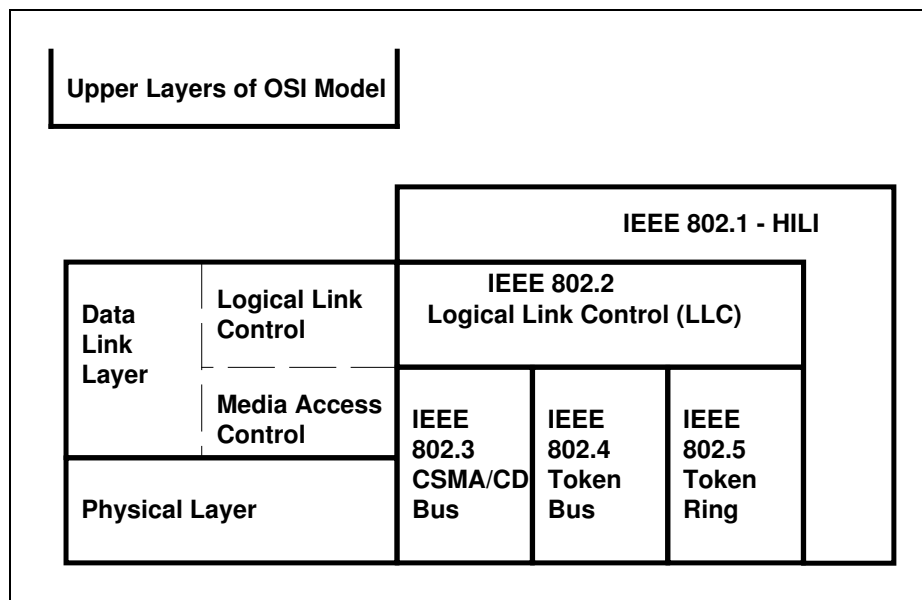 Upper Layers of OSI Model
IEEE 802.1 - HILI
Data
Link
Layer
Logical Link
Control
IEEE 802.2
Logical Link Control (LLC)
Media Access
Control
Physical Layer
IEEE
802.3
CSMA/CD
Bus
IEEE
802.4
Token
Bus
IEEE
802.5
Token
Ring